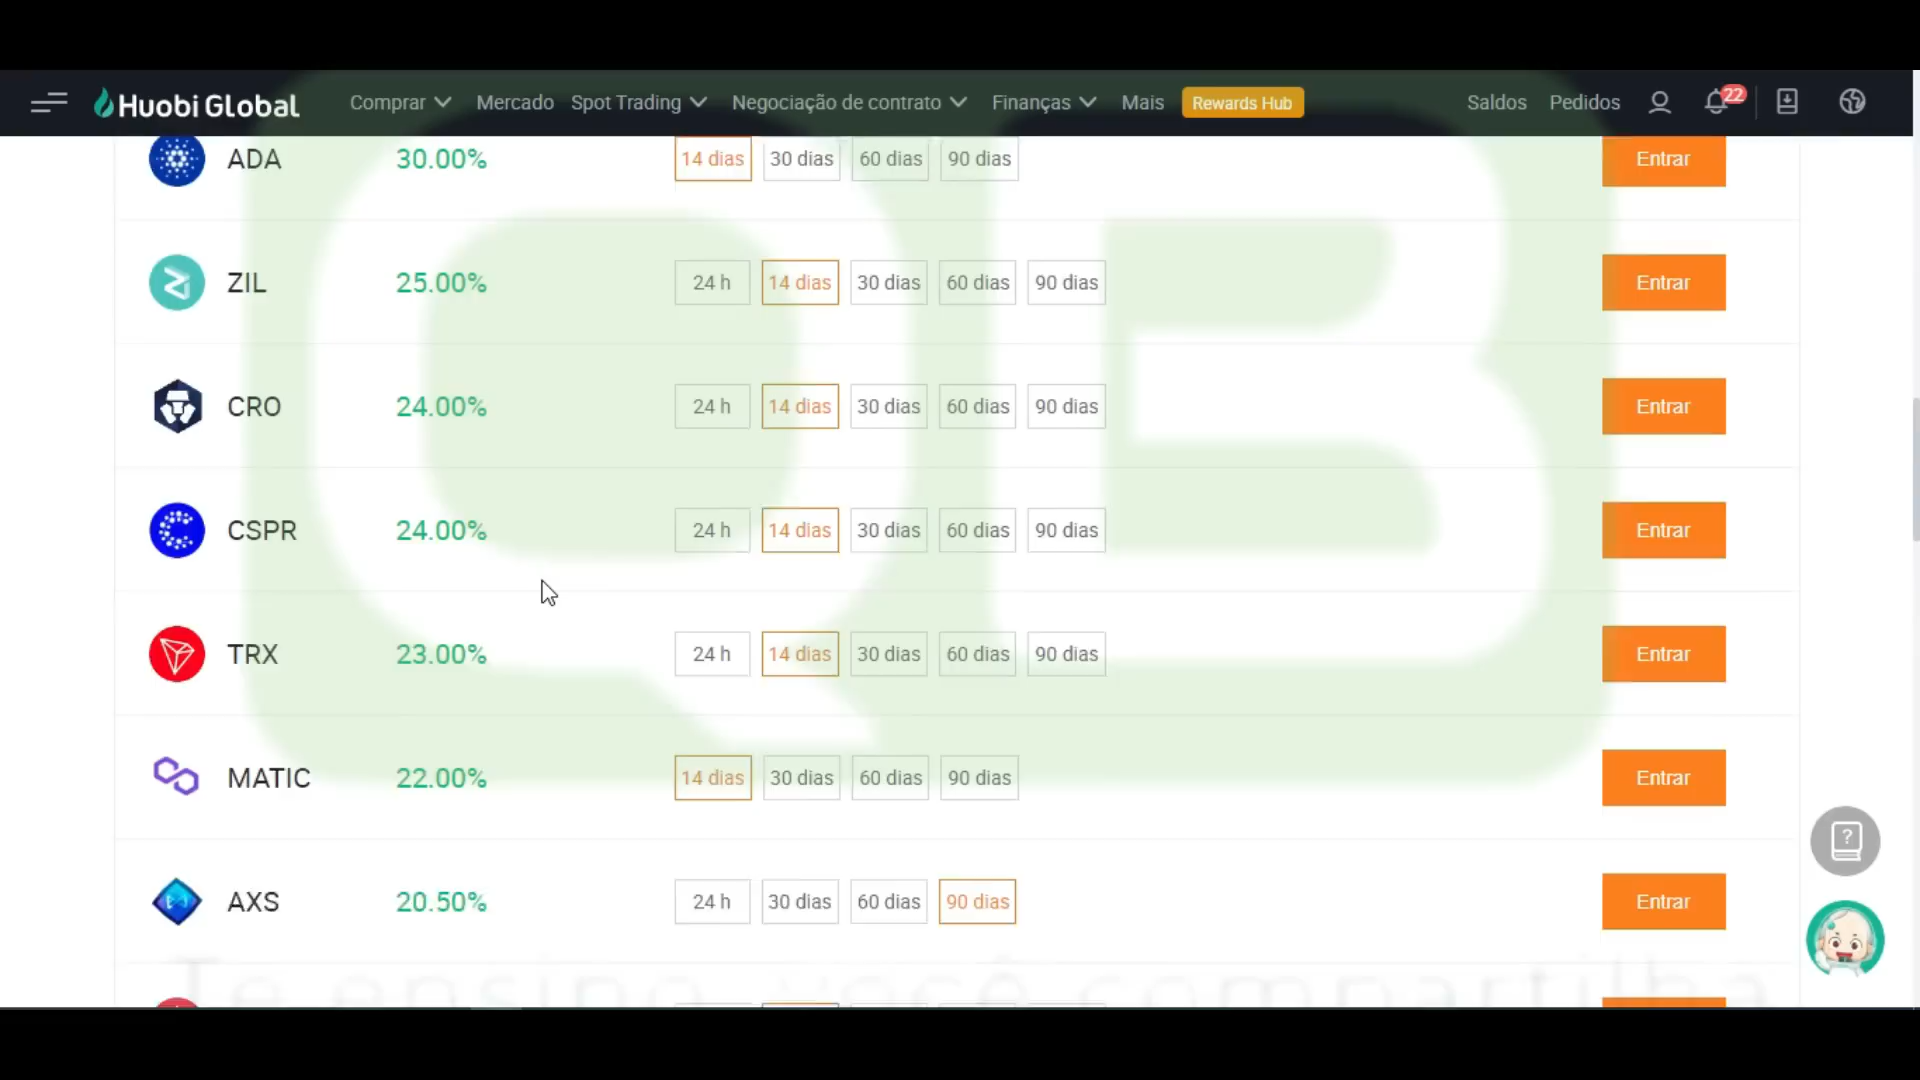 Huobi Global Comprar Mercado Spot Trading Negociação de contrato Finanças Mais Rewards Hub Saldos Pedidos 22
ADA 30.00% 14 dias 30 dias 60 dias 90 dias Entrar
ZIL 25.00% 24 h 14 dias 30 dias 60 dias 90 dias Entrar
CRO 24.00% 24 h 14 dias 30 dias 60 dias 90 dias Entrar
CSPR 24.00% 24 h 14 dias 30 dias 60 dias 90 dias Entrar
TRX 23.00% 24 h 14 dias 30 dias 60 dias 90 dias Entrar
MATIC 22.00% 14 dias 30 dias 60 dias 90 dias Entrar
AXS 20.50% 24 h 30 dias 60 dias 90 dias Entrar
Te ensino, você compartilha
QB